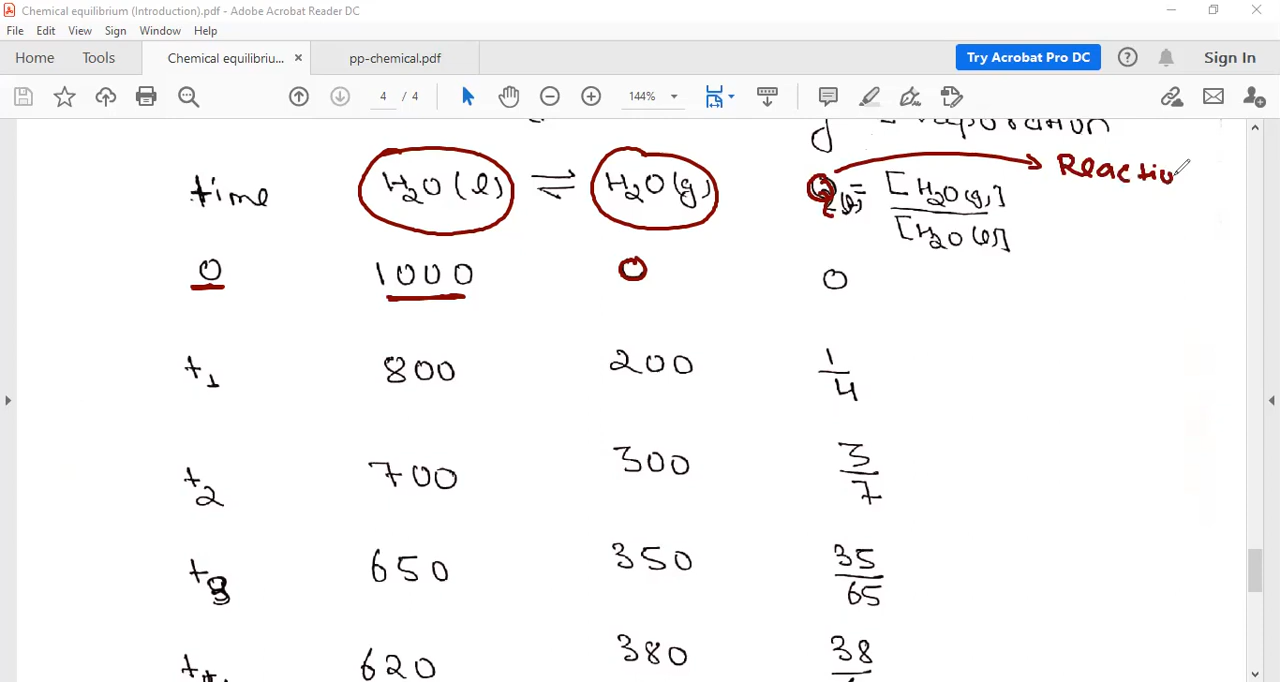 Chemical equilibrium (Introduction).pdf - Adobe Acrobat Reader DC
File Edit View Sign Window Help
Home Tools Chemical equilibriu... × pp-chemical.pdf Try Acrobat Pro DC Sign In
4 / 4 144%
time H₂O(l) ⇌ H₂O(g) = [H₂O(g)] / [H₂O(l)] Reactio
0 1000 0 0
t₁ 800 200 1/4
t₂ 700 300 3/7
t₃ 650 350 35/65
620 380 38